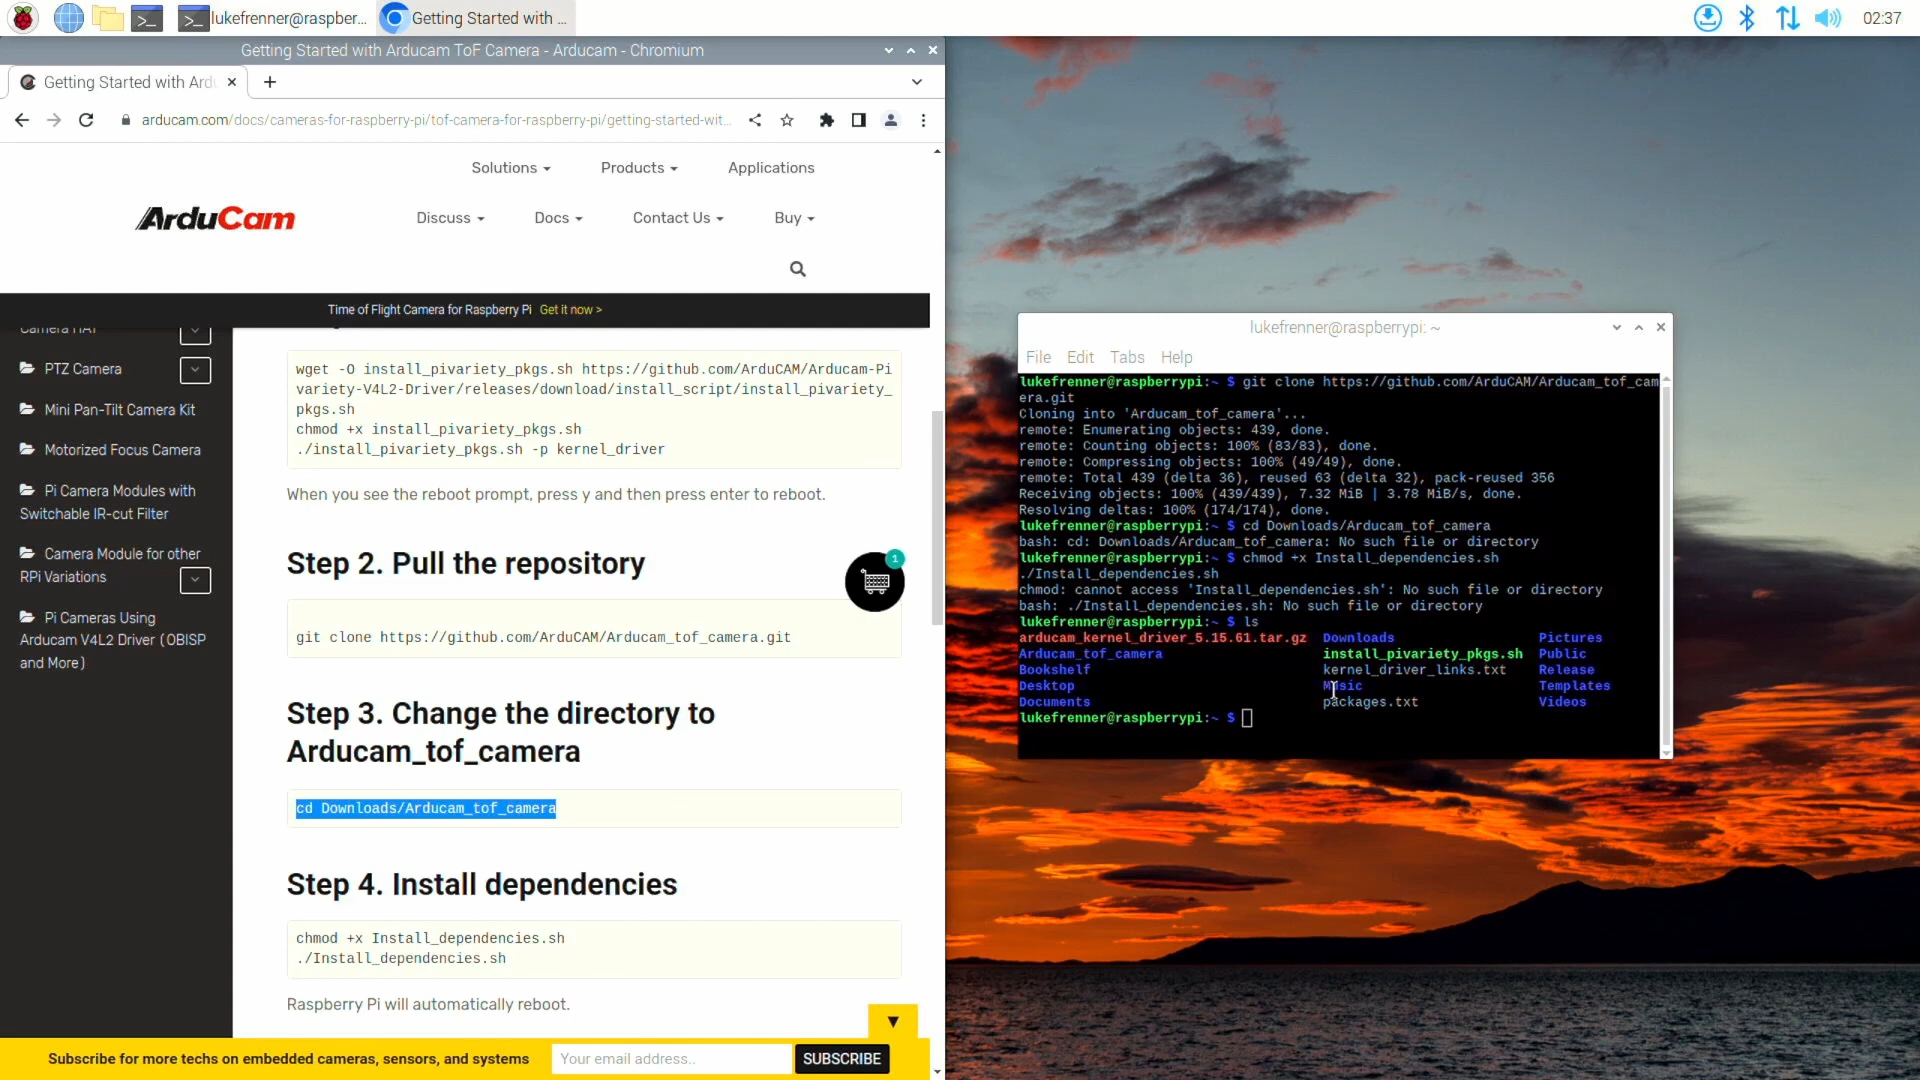 lukefrenner@raspber...
Getting Started with ...
02:37
Getting Started with Arducam ToF Camera - Arducam - Chromium
Getting Started with Ard
arducam.com/docs/cameras-for-raspberry-pi/tof-camera-for-raspberry-pi/getting-started-wit...
Solutions
Products
Applications
ArduCam
Discuss
Docs
Contact Us
Buy
Time of Flight Camera for Raspberry Pi Get it now >
Camera HAT
PTZ Camera
Mini Pan-Tilt Camera Kit
Motorized Focus Camera
Pi Camera Modules with
Switchable IR-cut Filter
Camera Module for other
RPi Variations
Pi Cameras Using
Arducam V4L2 Driver (OBISP
and More)
wget -O install_pivariety_pkgs.sh https://github.com/ArduCAM/Arducam-Pi
variety-V4L2-Driver/releases/download/install_script/install_pivariety_
pkgs.sh
chmod +x install_pivariety_pkgs.sh
./install_pivariety_pkgs.sh -p kernel_driver
When you see the reboot prompt, press y and then press enter to reboot.
Step 2. Pull the repository
1
git clone https://github.com/ArduCAM/Arducam_tof_camera.git
Step 3. Change the directory to
Arducam_tof_camera
cd Downloads/Arducam_tof_camera
Step 4. Install dependencies
chmod +x Install_dependencies.sh
./Install_dependencies.sh
Raspberry Pi will automatically reboot.
Subscribe for more techs on embedded cameras, sensors, and systems
Your email address..
SUBSCRIBE
lukefrenner@raspberrypi: ~
File Edit Tabs Help
lukefrenner@raspberrypi:~ $ git clone https://github.com/ArduCAM/Arducam_tof_cam
era.git
Cloning into 'Arducam_tof_camera'...
remote: Enumerating objects: 439, done.
remote: Counting objects: 100% (83/83), done.
remote: Compressing objects: 100% (49/49), done.
remote: Total 439 (delta 36), reused 63 (delta 32), pack-reused 356
Receiving objects: 100% (439/439), 7.32 MiB | 3.78 MiB/s, done.
Resolving deltas: 100% (174/174), done.
lukefrenner@raspberrypi:~ $ cd Downloads/Arducam_tof_camera
bash: cd: Downloads/Arducam_tof_camera: No such file or directory
lukefrenner@raspberrypi:~ $ chmod +x Install_dependencies.sh
./Install_dependencies.sh
chmod: cannot access 'Install_dependencies.sh': No such file or directory
bash: ./Install_dependencies.sh: No such file or directory
lukefrenner@raspberrypi:~ $ ls
arducam_kernel_driver_5.15.61.tar.gz Downloads Pictures
Arducam_tof_camera install_pivariety_pkgs.sh Public
Bookshelf kernel_driver_links.txt Release
Desktop Music Templates
Documents packages.txt Videos
lukefrenner@raspberrypi:~ $